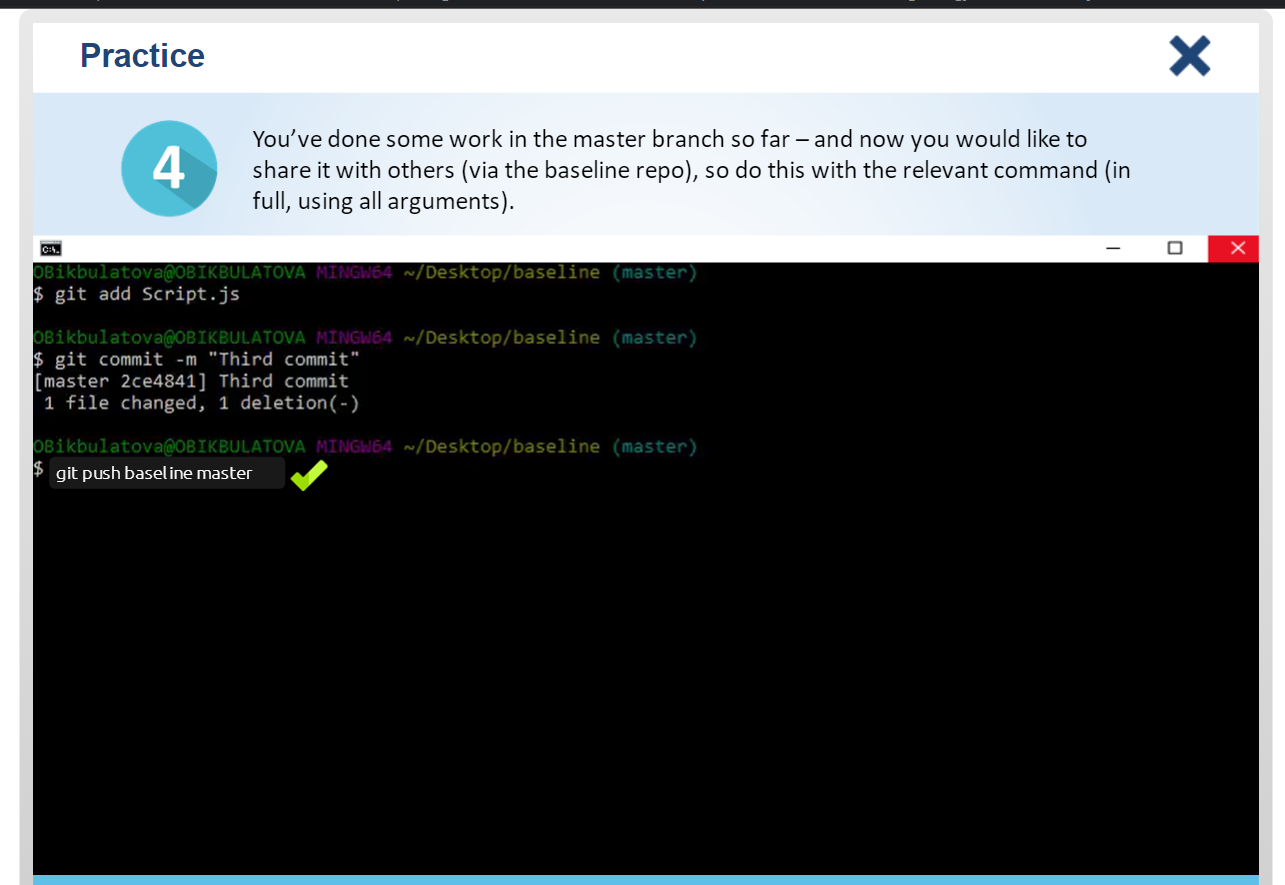 Practice
4
You’ve done some work in the master branch so far – and now you would like to
share it with others (via the baseline repo), so do this with the relevant command (in
full, using all arguments).
C:\.
OBikbulatova@OBIKBULATOVA MINGW64 ~/Desktop/baseline (master)
$ git add Script.js
OBikbulatova@OBIKBULATOVA MINGW64 ~/Desktop/baseline (master)
$ git commit -m "Third commit"
[master 2ce4841] Third commit
1 file changed, 1 deletion(-)
OBikbulatova@OBIKBULATOVA MINGW64 ~/Desktop/baseline (master)
$ git push baseline master